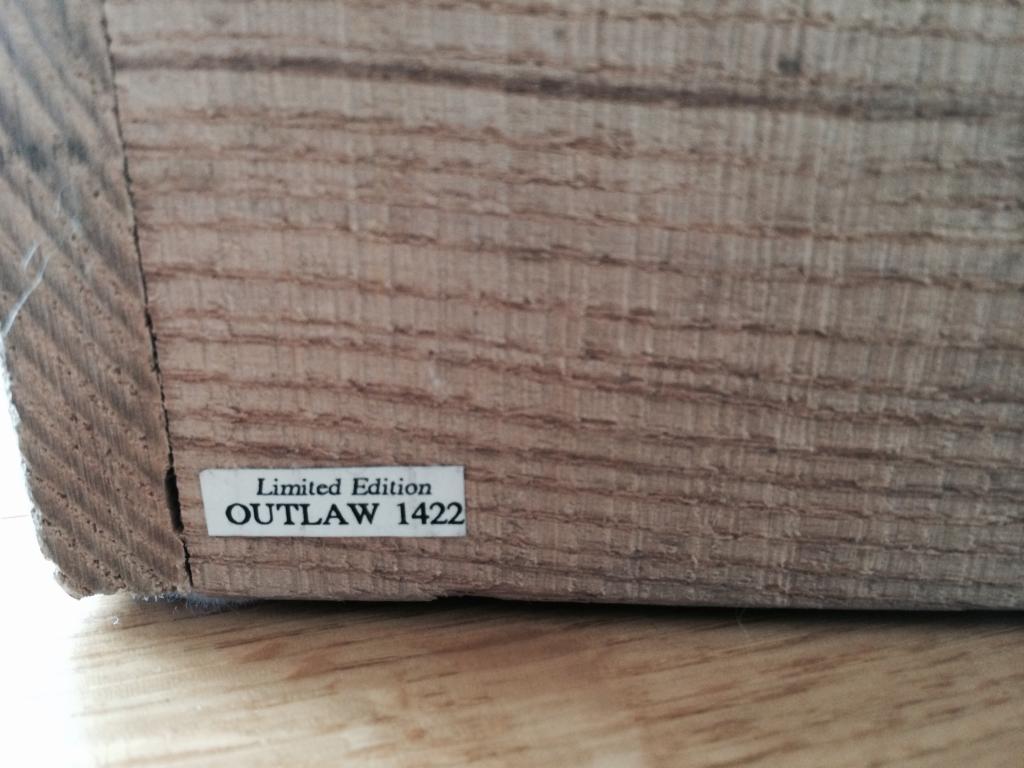 Limited Edition
OUTLAW 1422